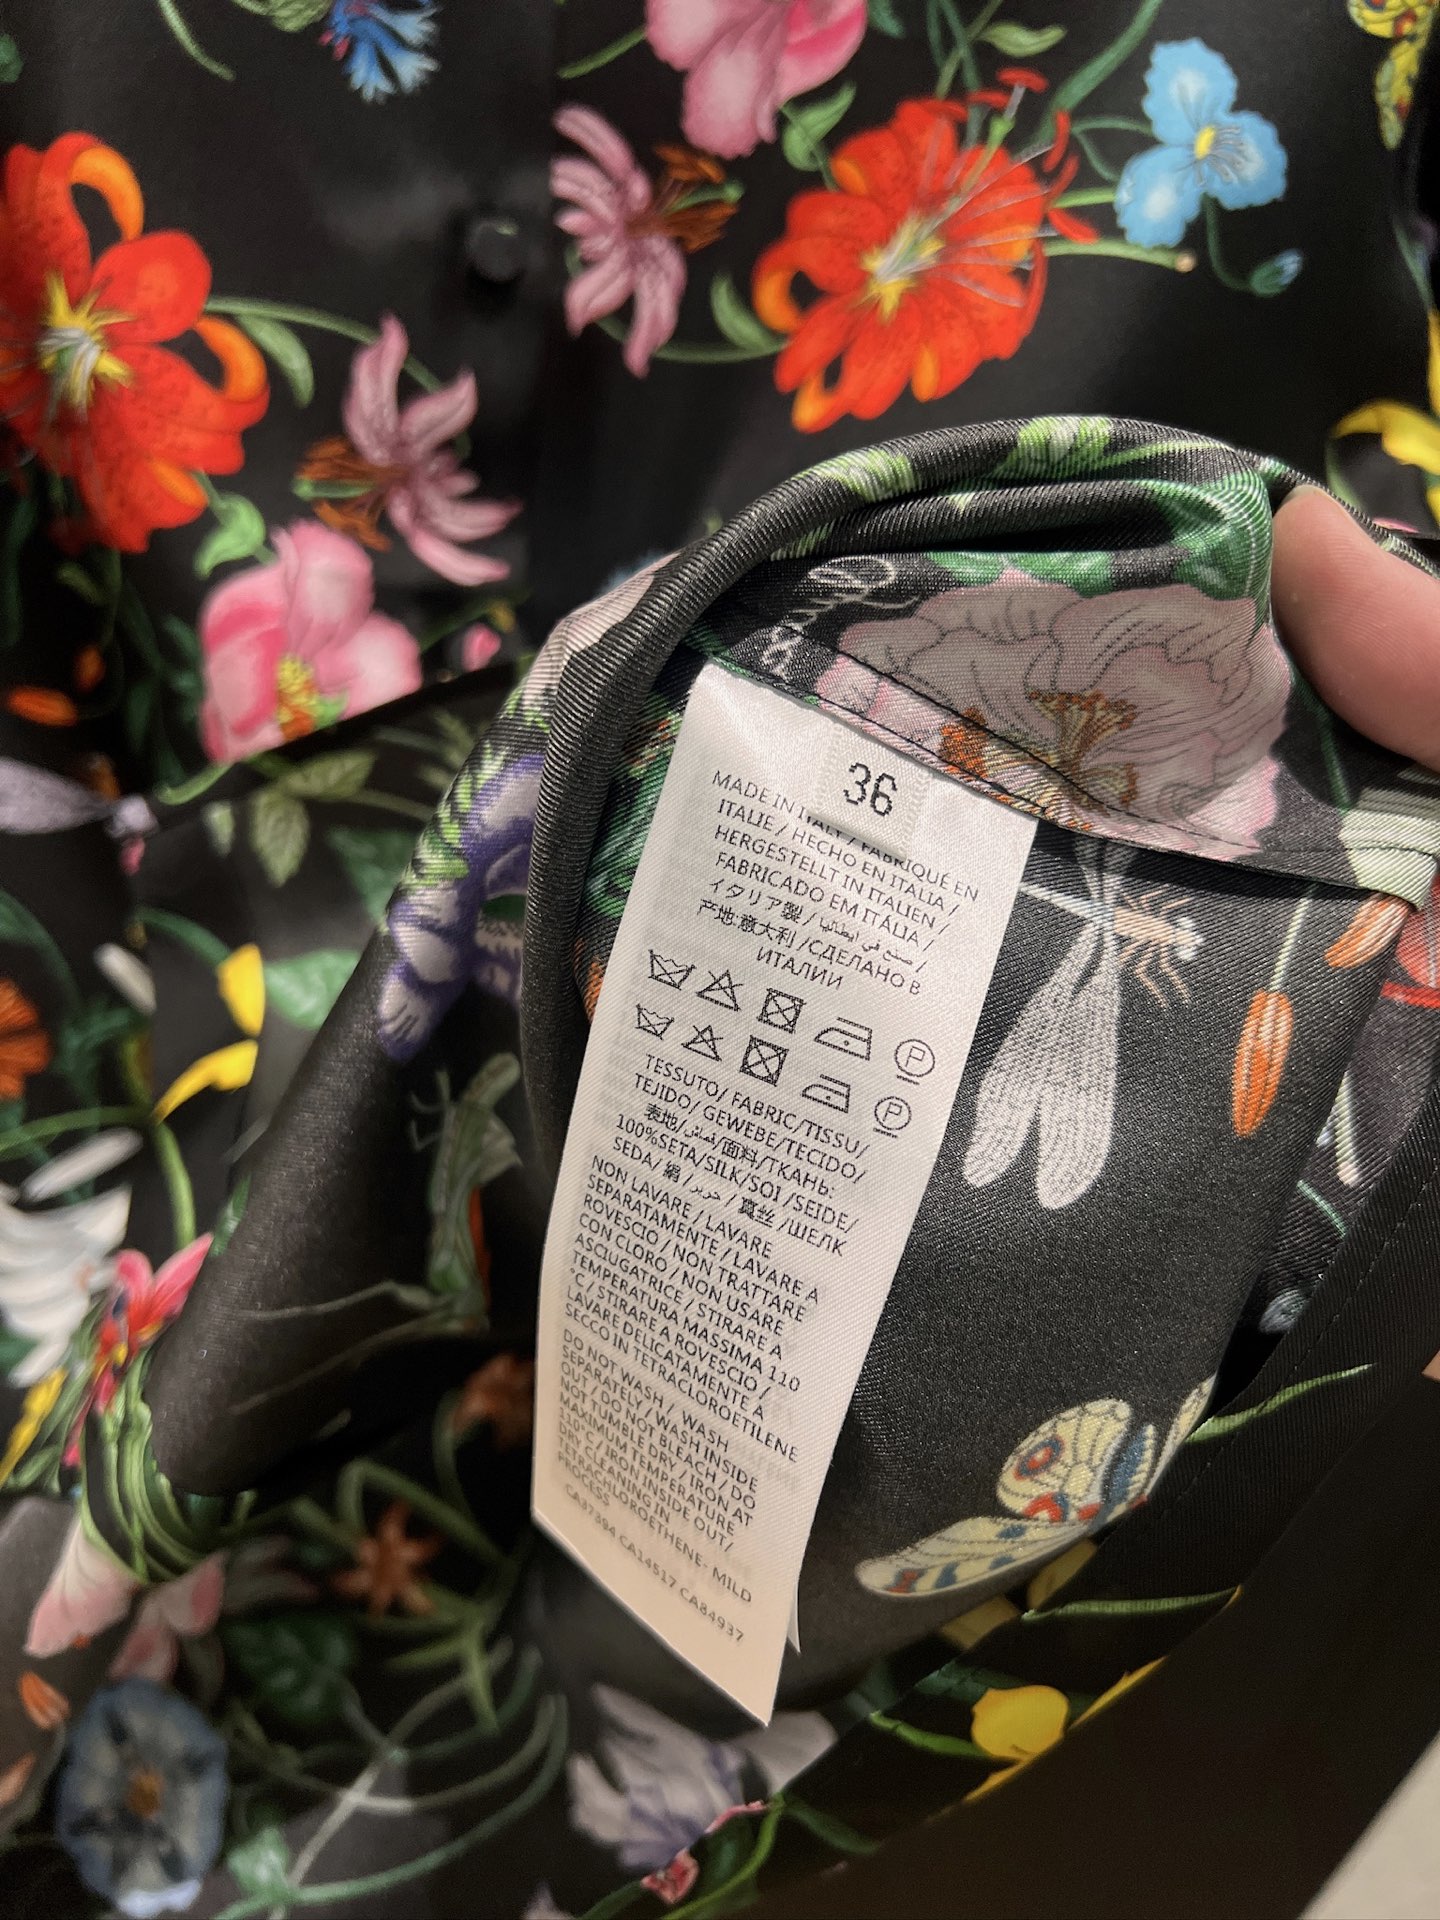 Gucci
36
MADE IN ITALY / FABRIQUÉ EN
ITALIE / HECHO EN ITALIA /
HERGESTELLT IN ITALIEN /
FABRICADO EM ITÁLIA /
イタリア製 / صنع في ايطاليا /
产地:意大利 /СДЕЛАНО В
ИТАЛИИ
P
P
TESSUTO/ FABRIC/TISSU/
TEJIDO/ GEWEBE/TECIDO/
表地/قماش/面料/ТКАНЬ:
100%SETA/SILK/SOI /SEIDE/
SEDA/ 絹 / حرير / 真丝 /ШЕЛК
NON LAVARE / LAVARE
SEPARATAMENTE / LAVARE A
ROVESCIO / NON TRATTARE
CON CLORO / NON USARE
ASCIUGATRICE / STIRARE A
TEMPERATURA MASSIMA 110
°C / STIRARE A ROVESCIO /
LAVARE DELICATAMENTE A
SECCO IN TETRACLOROETILENE
DO NOT WASH / WASH
SEPARATELY / WASH INSIDE
OUT / DO NOT BLEACH / DO
NOT TUMBLE DRY / IRON AT
MAXIMUM TEMPERATURE
110°C / IRON INSIDE OUT/
DRY CLEANING IN
TETRACHLOROETHENE- MILD
PROCESS
CA37394 CA14517 CA84937